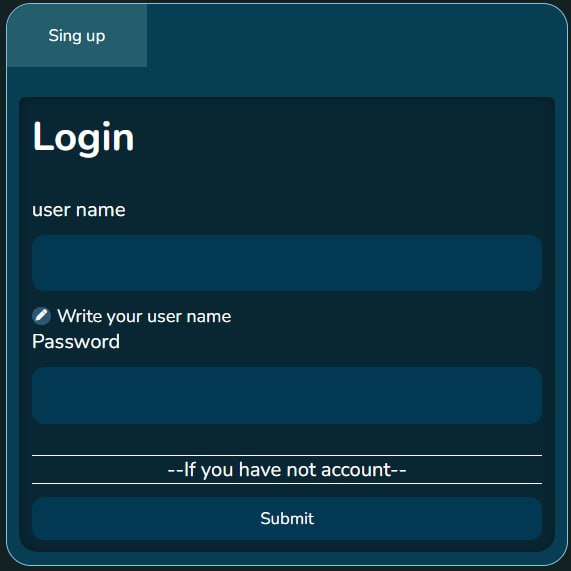 Sing up
Login
user name
Write your user name
Password
--If you have not account--
Submit